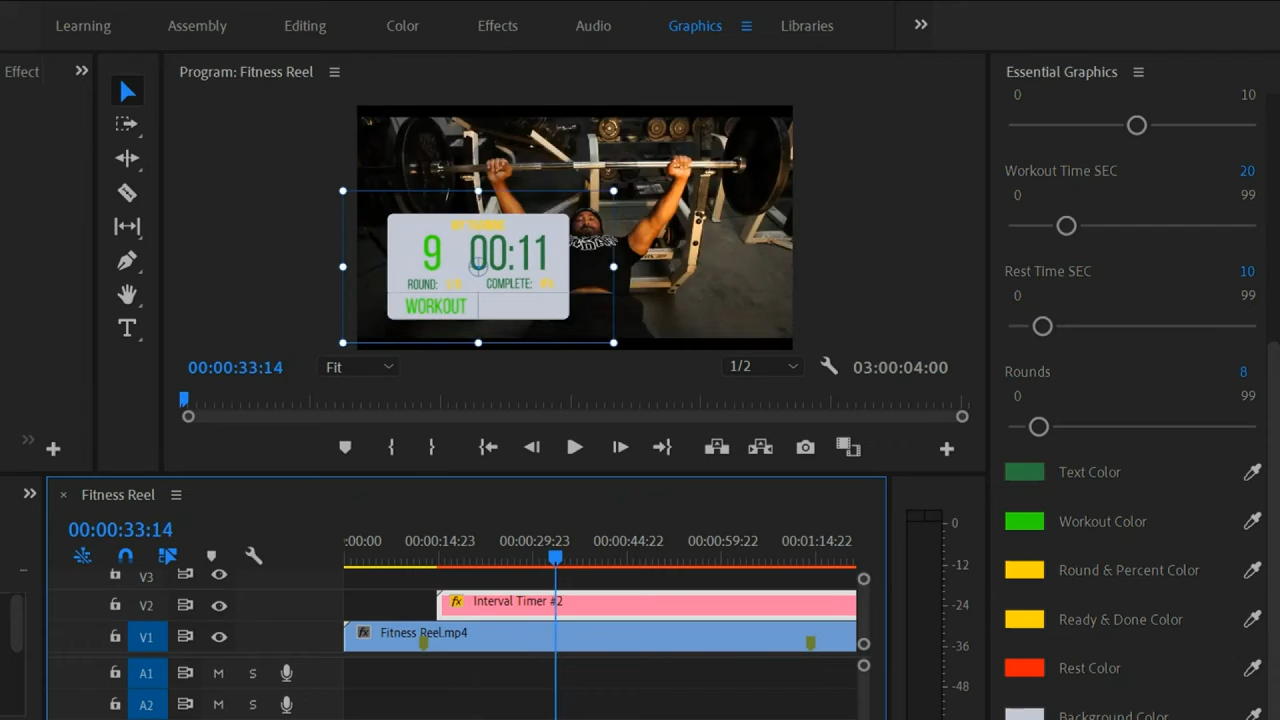 Learning Assembly Editing Color Effects Audio Graphics Libraries
Effect
Program: Fitness Reel
Essential Graphics
0 10
Workout Time SEC 20
0 99
Rest Time SEC 10
0 99
Rounds 8
0 99
9 00:11
ROUND: COMPLETE:
WORKOUT
00:00:33:14 Fit 1/2 03:00:04:00
Text Color
Workout Color
Round & Percent Color
Ready & Done Color
Rest Color
Background Color
× Fitness Reel
00:00:33:14
:00:00 00:00:14:23 00:00:29:23 00:00:44:22 00:00:59:22 00:01:14:22
V3
V2 fx Interval Timer #2
V1 fx Fitness Reel.mp4
A1 M S
A2 M S
0
-12
-24
-36
-48